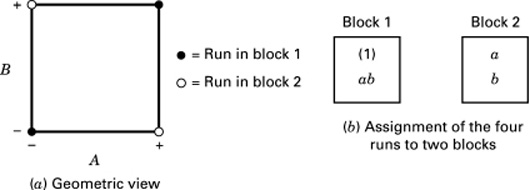 +
B
−
−
+
A
(a) Geometric view
● = Run in block 1
○ = Run in block 2
Block 1
(1)
ab
Block 2
a
b
(b) Assignment of the four
runs to two blocks